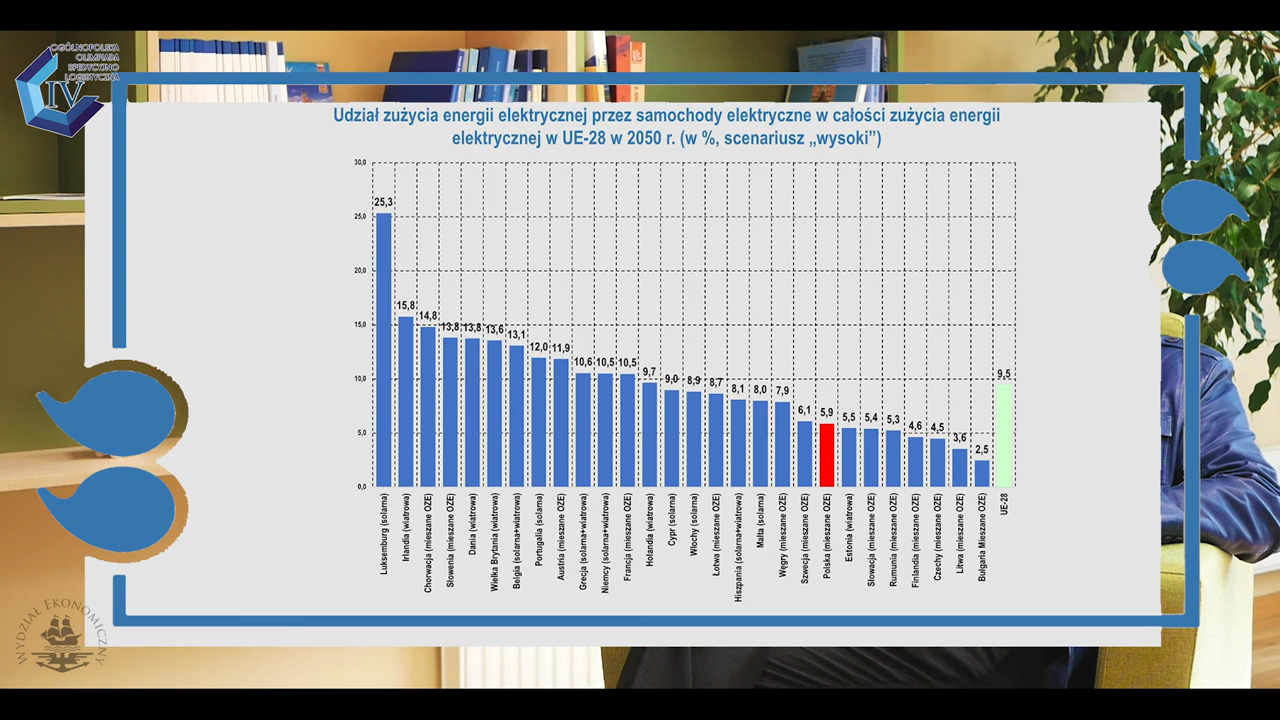 OGÓLNOPOLSKA
OLIMPIADA
SPEDYCYJNO
LOGISTYCZNA
IV
Udział zużycia energii elektrycznej przez samochody elektryczne w całości zużycia energii
elektrycznej w UE-28 w 2050 r. (w %, scenariusz „wysoki”)
30,0
25,0
20,0
15,0
10,0
5,0
0,0
25,3
15,8
14,8
13,8
13,8
13,6
13,1
12,0
11,9
10,6
10,5
10,5
9,7
9,0
8,9
8,7
8,1
8,0
7,9
6,1
5,9
5,5
5,4
5,3
4,6
4,5
3,6
2,5
9,5
Luksemburg (solarna)
Irlandia (wiatrowa)
Chorwacja (mieszane OZE)
Słowenia (mieszane OZE)
Dania (wiatrowa)
Wielka Brytania (wiatrowa)
Belgia (solarna+wiatrowa)
Portugalia (solarna)
Austria (mieszane OZE)
Grecja (solarna+wiatrowa)
Niemcy (solarna+wiatrowa)
Francja (mieszane OZE)
Holandia (wiatrowa)
Cypr (solarna)
Włochy (solarna)
Łotwa (mieszane OZE)
Hiszpania (solarna+wiatrowa)
Malta (solarna)
Węgry (mieszane OZE)
Szwecja (mieszane OZE)
Polska (mieszane OZE)
Estonia (wiatrowa)
Słowacja (mieszane OZE)
Rumunia (mieszane OZE)
Finlandia (mieszane OZE)
Czechy (mieszane OZE)
Litwa (mieszane OZE)
Bułgaria Mieszane OZE)
UE-28
WYDZIAŁ EKONOMICZNY